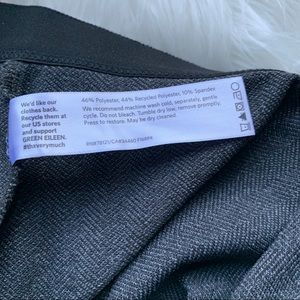 We'd like our
clothes back.
Recycle them at
our US stores
and support
GREEN EILEEN.
#thxverymuch
46% Polyester, 44% Recycled Polyester, 10% Spandex
We recommend machine wash cold, separately, gentle
cycle. Do not bleach. Tumble dry low, remove promptly.
Press to restore. May be dry cleaned.